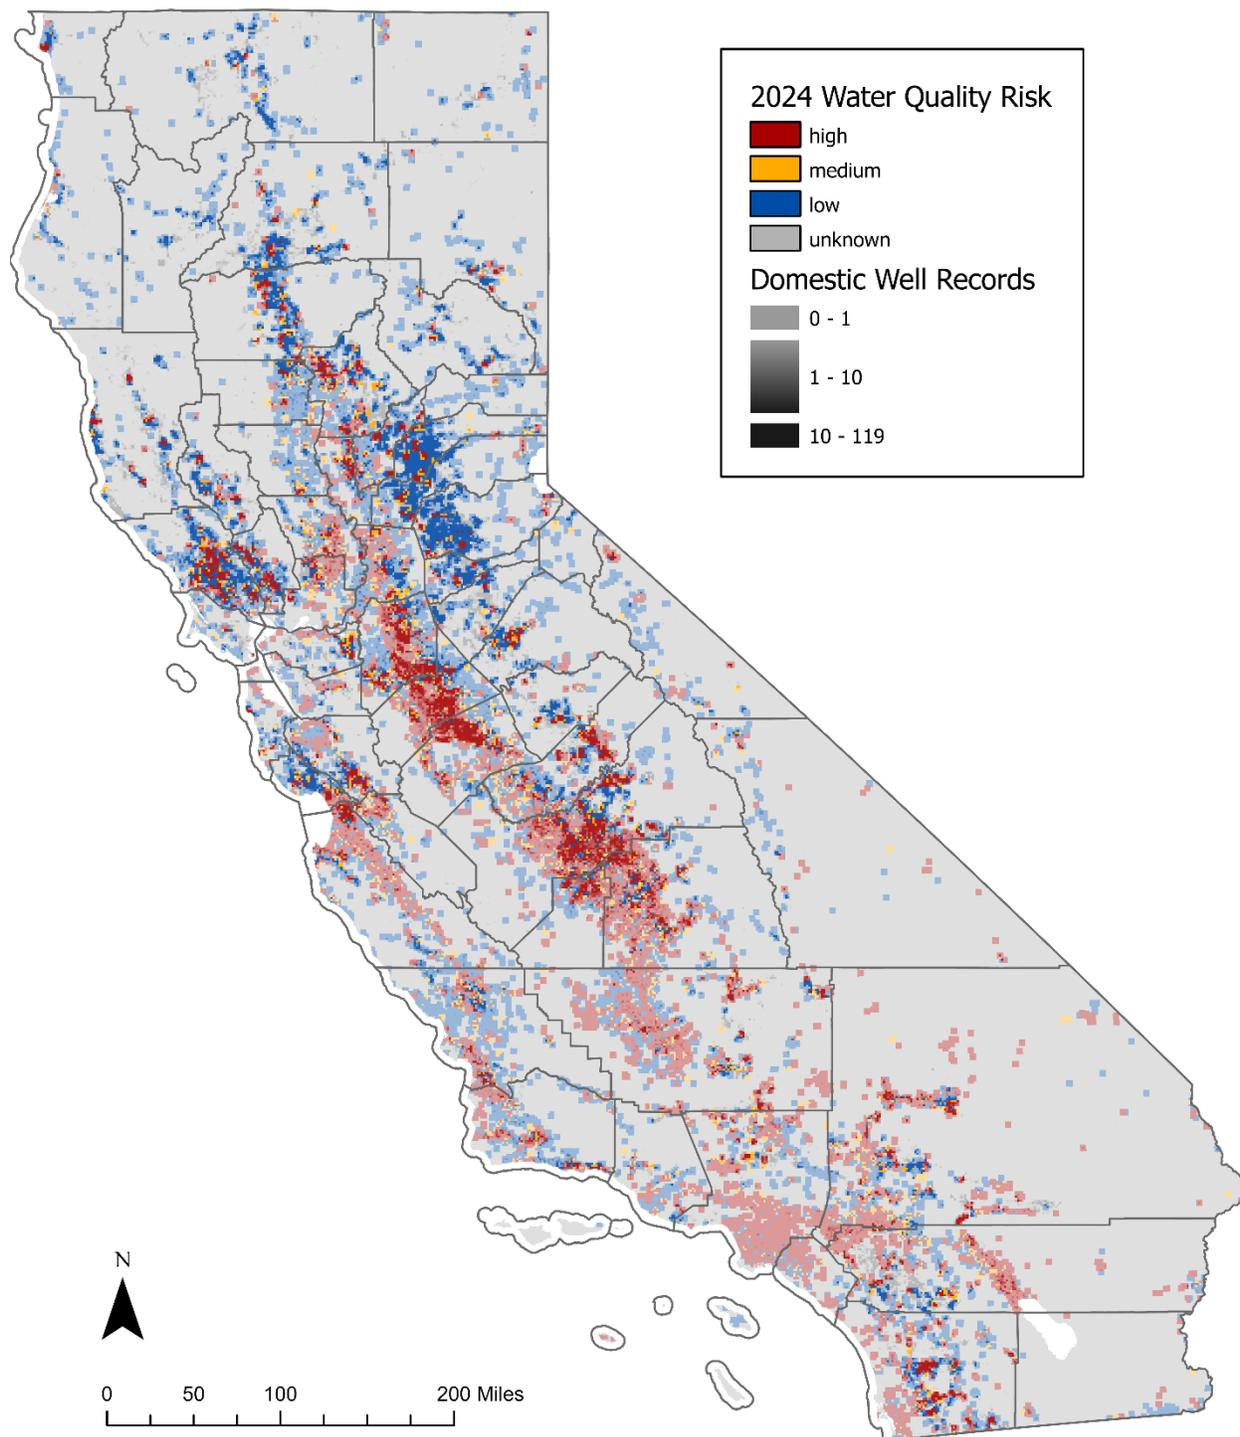 2024 Water Quality Risk
high
medium
low
unknown
Domestic Well Records
0 - 1
1 - 10
10 - 119
N
0 50 100 200 Miles